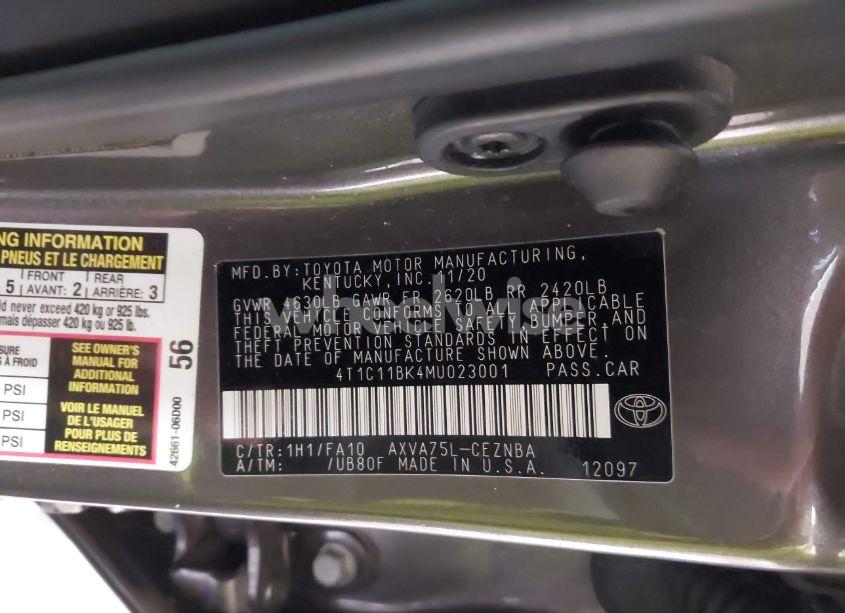 NG INFORMATION
PNEUS ET LE CHARGEMENT
5 FRONT AVANT: 2 REAR ARRIÈRE: 3
ld never exceed 420 kg or 925 lbs.
mais dépasser 420 kg ou 925 lb.
SURE
À FROID
PSI
PSI
PSI
SEE OWNER'S
MANUAL FOR
ADDITIONAL
INFORMATION
VOIR LE MANUEL
DE L'USAGER
POUR PLUS DE
RENSEIGNEMENTS
56
42661-06D00
MFD.BY:TOYOTA MOTOR MANUFACTURING,
KENTUCKY,INC.11/20
GVWR 4630LB GAWR FR 2620LB RR 2420LB
THIS VEHICLE CONFORMS TO ALL APPLICABLE
FEDERAL MOTOR VEHICLE SAFETY, BUMPER, AND
THEFT PREVENTION STANDARDS IN EFFECT ON
THE DATE OF MANUFACTURE SHOWN ABOVE.
4T1C11BK4MU023001 PASS.CAR
C/TR:1H1/FA10 AXVA75L-CEZNBA
A/TM: /UB80F MADE IN U.S.A. 12097
wheelwise